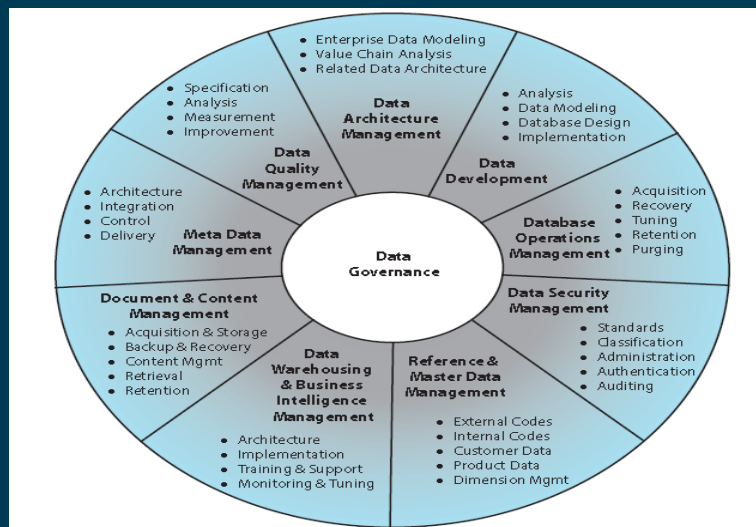 • Enterprise Data Modeling
• Value Chain Analysis
• Related Data Architecture
Data
Architecture
Management
• Analysis
• Data Modeling
• Database Design
• Implementation
Data
Development
• Acquisition
• Recovery
• Tuning
• Retention
• Purging
Database
Operations
Management
Data Security
Management
• Standards
• Classification
• Administration
• Authentication
• Auditing
Reference &
Master Data
Management
• External Codes
• Internal Codes
• Customer Data
• Product Data
• Dimension Mgmt
Data
Warehousing
& Business
Intelligence
Management
• Architecture
• Implementation
• Training & Support
• Monitoring & Tuning
Document & Content
Management
• Acquisition & Storage
• Backup & Recovery
• Content Mgmt
• Retrieval
• Retention
• Architecture
• Integration
• Control
• Delivery
Meta Data
Management
• Specification
• Analysis
• Measurement
• Improvement
Data
Quality
Management
Data
Governance